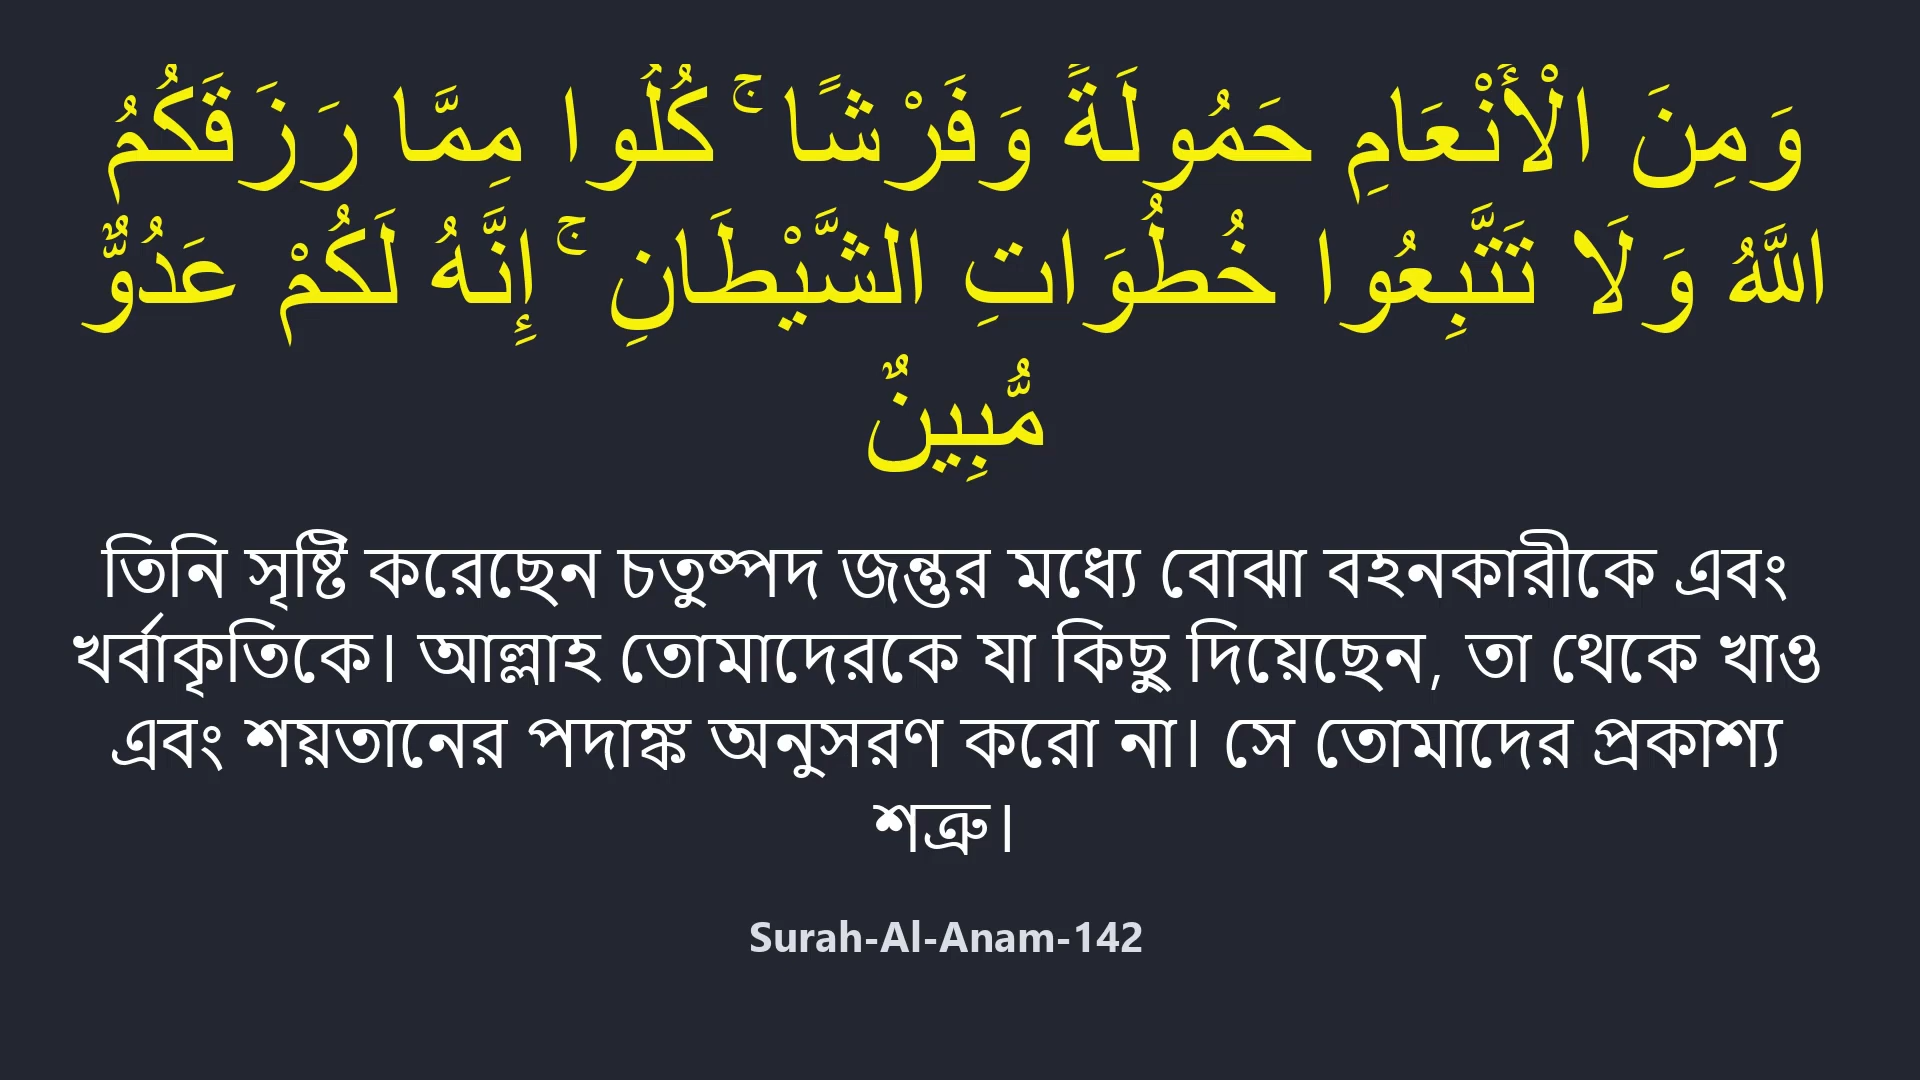 وَمِنَ الْأَنْعَامِ حَمُولَةً وَفَرْشًا ۚ كُلُوا مِمَّا رَزَقَكُمُ
اللَّهُ وَلَا تَتَّبِعُوا خُطُوَاتِ الشَّيْطَانِ ۚ إِنَّهُ لَكُمْ عَدُوٌّ
مُّبِينٌ
তিনি সৃষ্টি করেছেন চতুষ্পদ জন্তুর মধ্যে বোঝা বহনকারীকে এবং
খর্বাকৃতিকে। আল্লাহ তোমাদেরকে যা কিছু দিয়েছেন, তা থেকে খাও
এবং শয়তানের পদাঙ্ক অনুসরণ করো না। সে তোমাদের প্রকাশ্য
শত্রু।
Surah-Al-Anam-142